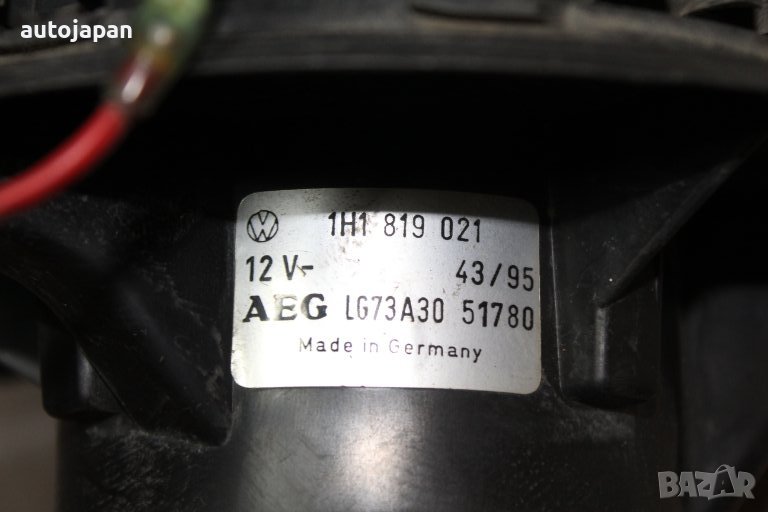 autojapan
1H1 819 021
12 V- 43/95
AEG LG73A30 51780
Made in Germany
BAZAR